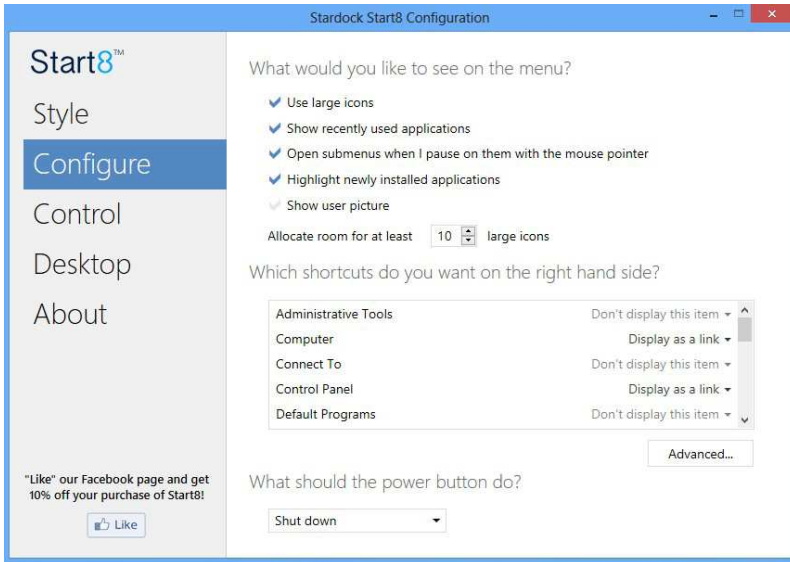 Stardock Start8 Configuration
Start8™
Style
Configure
Control
Desktop
About
"Like" our Facebook page and get
10% off your purchase of Start8!
Like
What would you like to see on the menu?
Use large icons
Show recently used applications
Open submenus when I pause on them with the mouse pointer
Highlight newly installed applications
Show user picture
Allocate room for at least 10 large icons
Which shortcuts do you want on the right hand side?
Administrative Tools Don't display this item
Computer Display as a link
Connect To Don't display this item
Control Panel Display as a link
Default Programs Don't display this item
Advanced...
What should the power button do?
Shut down